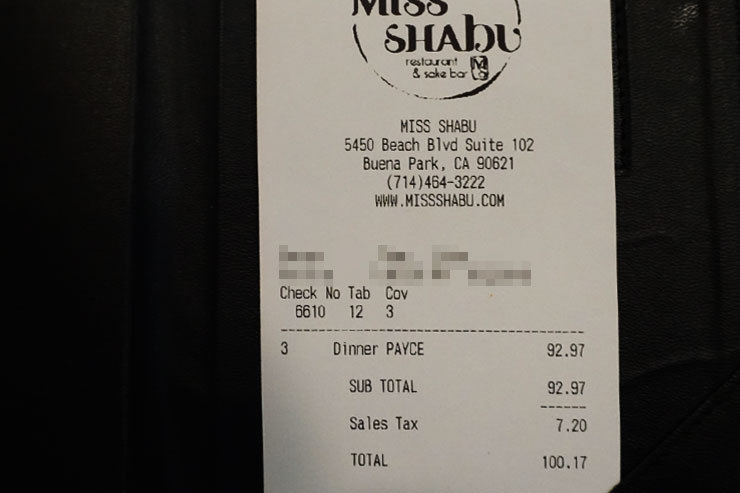 MISS
SHABU
restaurant
& sake bar
MISS SHABU
5450 Beach Blvd Suite 102
Buena Park, CA 90621
(714)464-3222
WWW.MISSSHABU.COM
Check No Tab Cov
6610 12 3
3 Dinner PAYCE 92.97
SUB TOTAL 92.97
Sales Tax 7.20
TOTAL 100.17